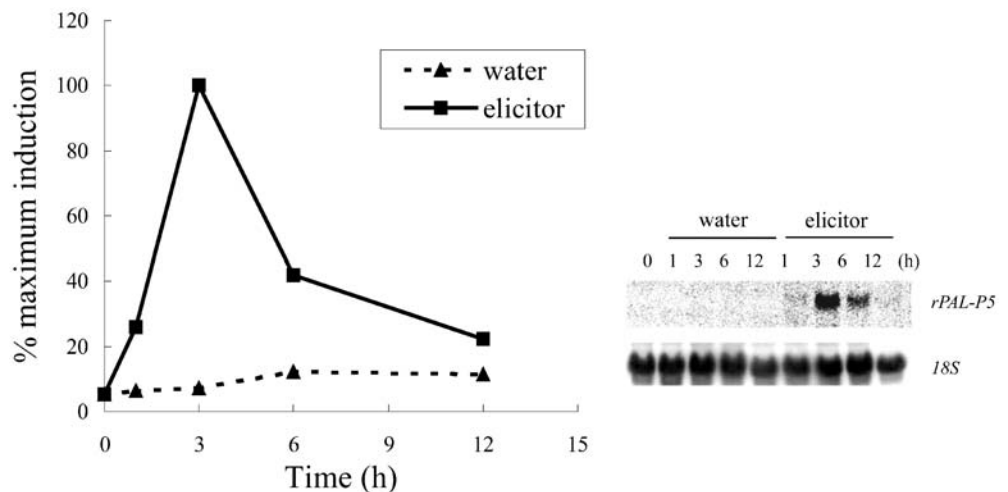 120
100
80
60
40
20
0
% maximum induction
0 3 6 9 12 15
Time (h)
water
elicitor
water elicitor
0 1 3 6 12 1 3 6 12 (h)
rPAL-P5
18S